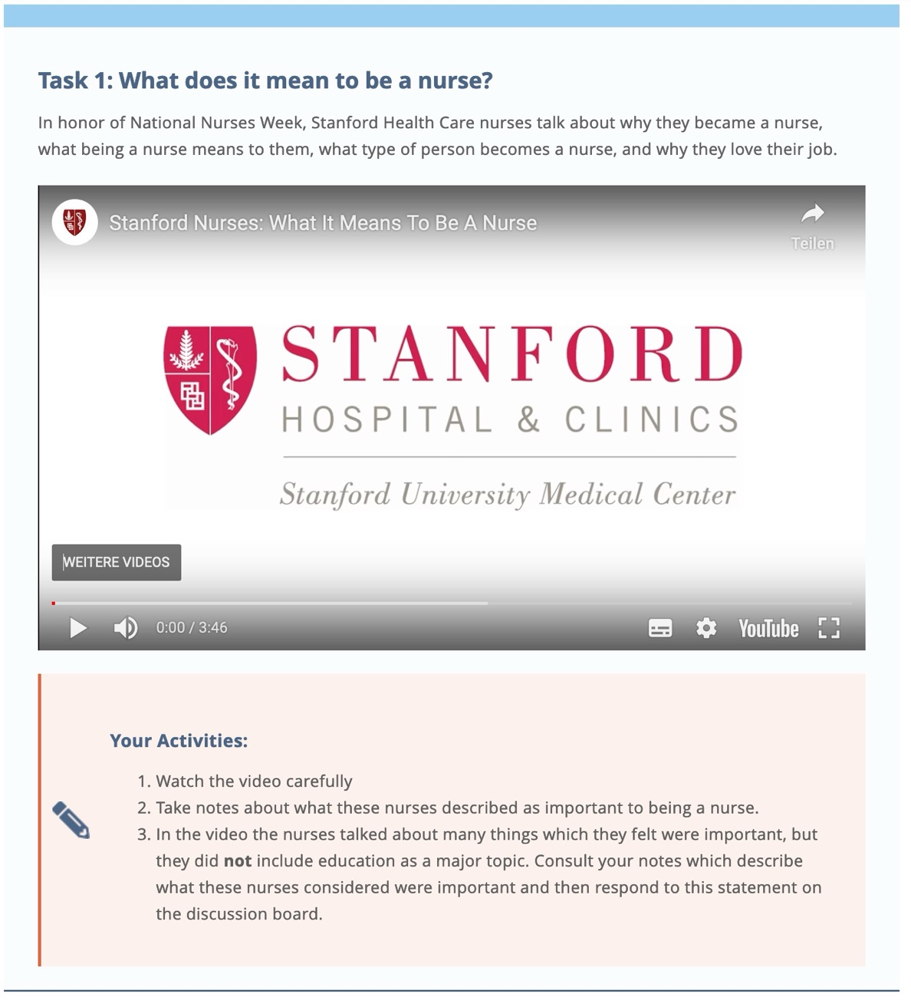 Task 1: What does it mean to be a nurse?
In honor of National Nurses Week, Stanford Health Care nurses talk about why they became a nurse,
what being a nurse means to them, what type of person becomes a nurse, and why they love their job.
Stanford Nurses: What It Means To Be A Nurse
Teilen
STANFORD
HOSPITAL & CLINICS
Stanford University Medical Center
WEITERE VIDEOS
0:00 / 3:46
YouTube
Your Activities:
1. Watch the video carefully
2. Take notes about what these nurses described as important to being a nurse.
3. In the video the nurses talked about many things which they felt were important, but
they did not include education as a major topic. Consult your notes which describe
what these nurses considered were important and then respond to this statement on
the discussion board.